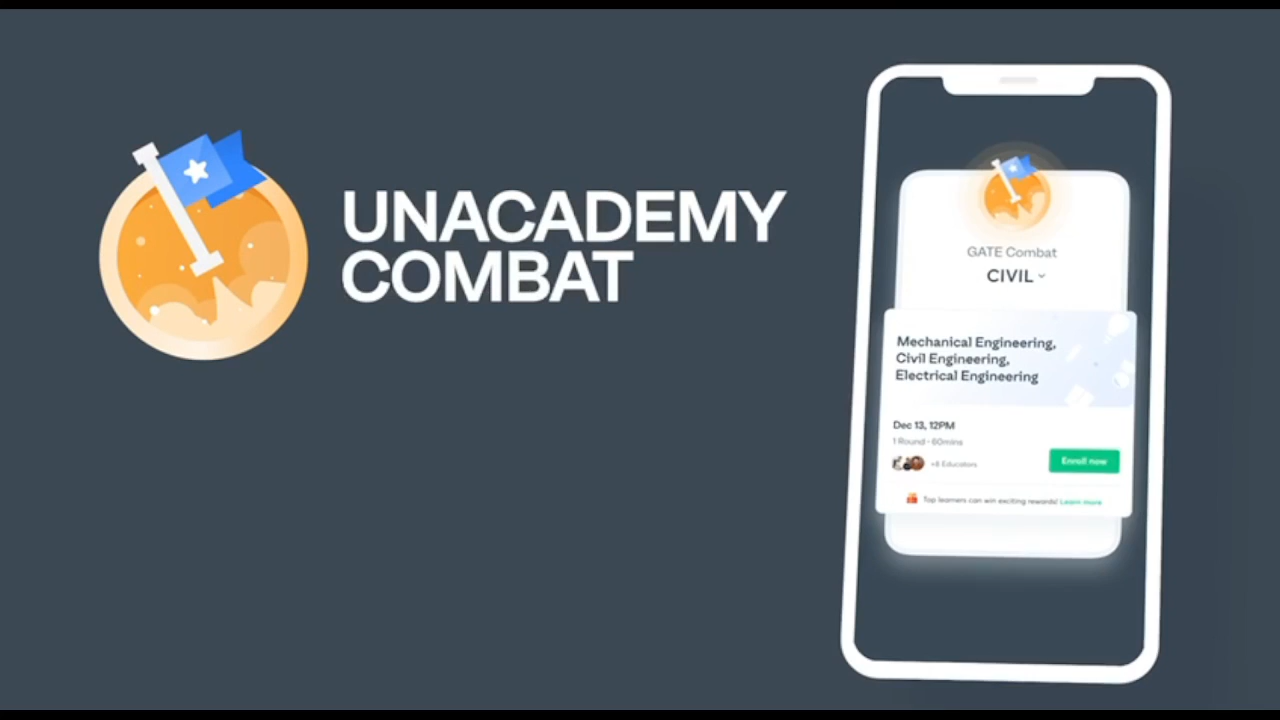 UNACADEMY
COMBAT
GATE Combat
CIVIL
Mechanical Engineering,
Civil Engineering,
Electrical Engineering
Dec 13, 12PM
1 Round - 60mins
+8 Educators
Enroll now
Top learners can win exciting rewards! Learn more